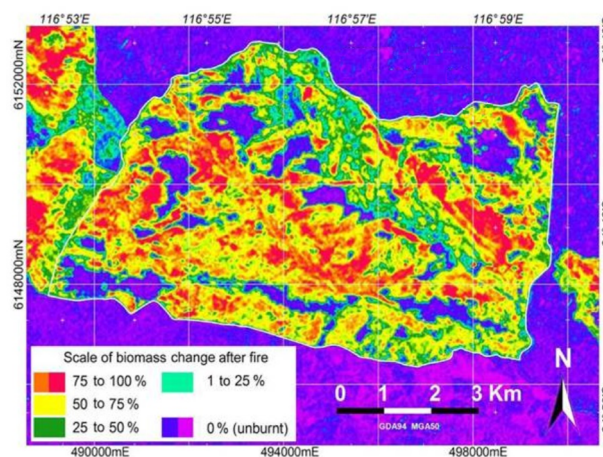 116°53'E 116°55'E 116°57'E 116°59'E
6152000mN
6148000mN
Scale of biomass change after fire
75 to 100 % 1 to 25 %
50 to 75 %
25 to 50 % 0 % (unburnt)
0 1 2 3 Km
GDA94 MGA50
N
490000mE 494000mE 498000mE